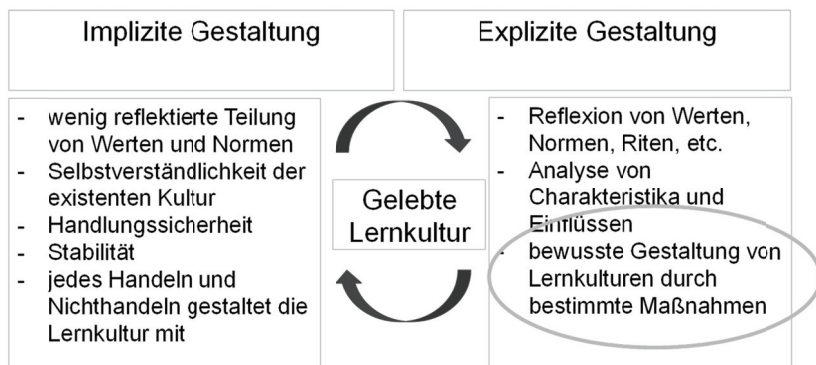 Implizite Gestaltung
Explizite Gestaltung
- wenig reflektierte Teilung
von Werten und Normen
- Selbstverständlichkeit der
existenten Kultur
- Handlungssicherheit
- Stabilität
- jedes Handeln und
Nichthandeln gestaltet die
Lernkultur mit
Gelebte
Lernkultur
- Reflexion von Werten,
Normen, Riten, etc.
- Analyse von
Charakteristika und
Einflüssen
- bewusste Gestaltung von
Lernkulturen durch
bestimmte Maßnahmen